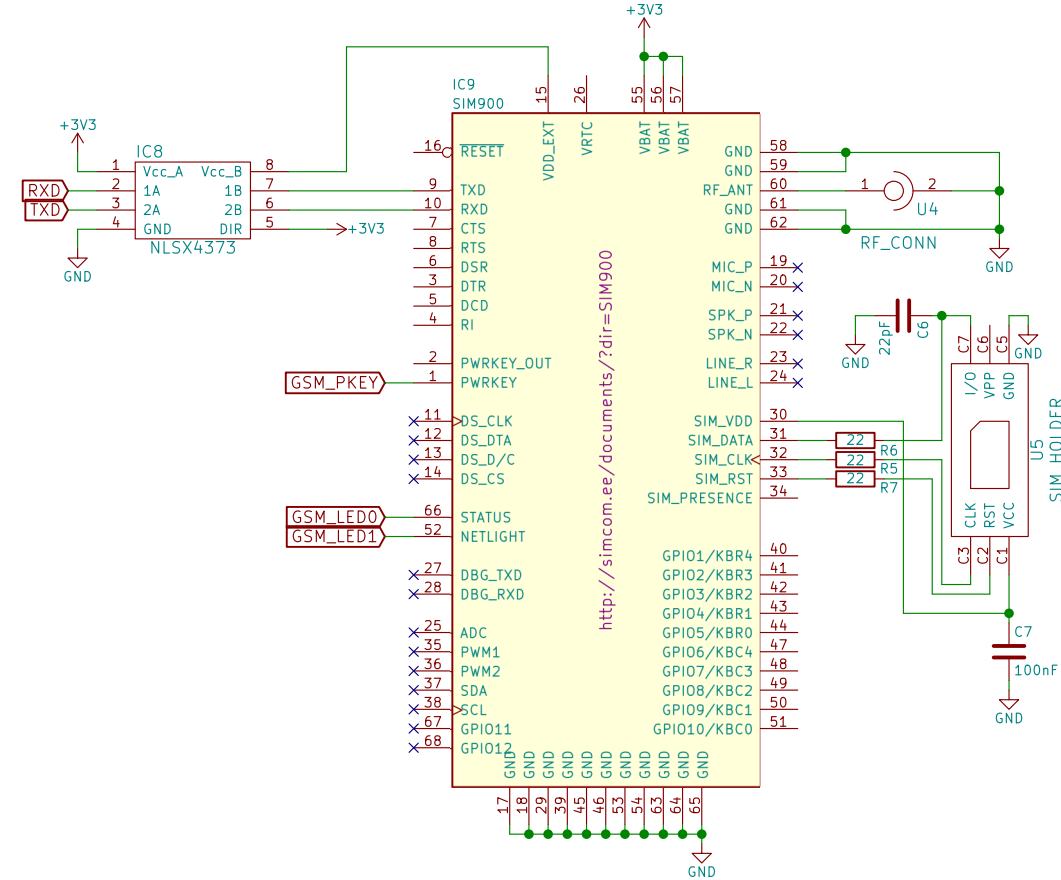 +3V3
IC9
SIM900
15
26
55
56
57
VDD_EXT
VRTC
VBAT
VBAT
VBAT
+3V3
IC8
1
2
3
4
Vcc_A
1A
2A
GND
Vcc_B
1B
2B
DIR
8
7
6
5
RXD
TXD
+3V3
GND
NLSX4373
16 RESET
9 TXD
10 RXD
7 CTS
8 RTS
6 DSR
3 DTR
5 DCD
4 RI
2 PWRKEY_OUT
GSM_PKEY 1 PWRKEY
11 DS_CLK
12 DS_DTA
13 DS_D/C
14 DS_CS
GSM_LED0 66 STATUS
GSM_LED1 52 NETLIGHT
27 DBG_TXD
28 DBG_RXD
25 ADC
35 PWM1
36 PWM2
37 SDA
38 SCL
67 GPIO11
68 GPIO12
http://simcom.ee/documents/?dir=SIM900
GND 58
GND 59
RF_ANT 60
GND 61
GND 62
1 2
U4
RF_CONN
GND
MIC_P 19
MIC_N 20
SPK_P 21
SPK_N 22
LINE_R 23
LINE_L 24
SIM_VDD 30
SIM_DATA 31
SIM_CLK 32
SIM_RST 33
SIM_PRESENCE 34
22 R6
22 R5
22 R7
GND
22pF
C6
C7
C6
C5
GND
I/O
VPP
GND
U5
SIM_HOLDER
CLK
RST
VCC
C3
C2
C1
C7
100nF
GND
GPIO1/KBR4 40
GPIO2/KBR3 41
GPIO3/KBR2 42
GPIO4/KBR1 43
GPIO5/KBR0 44
GPIO6/KBC4 47
GPIO7/KBC3 48
GPIO8/KBC2 49
GPIO9/KBC1 50
GPIO10/KBC0 51
GND GND GND GND GND GND GND GND GND GND GND
17 18 29 39 45 46 53 54 63 64 65
GND